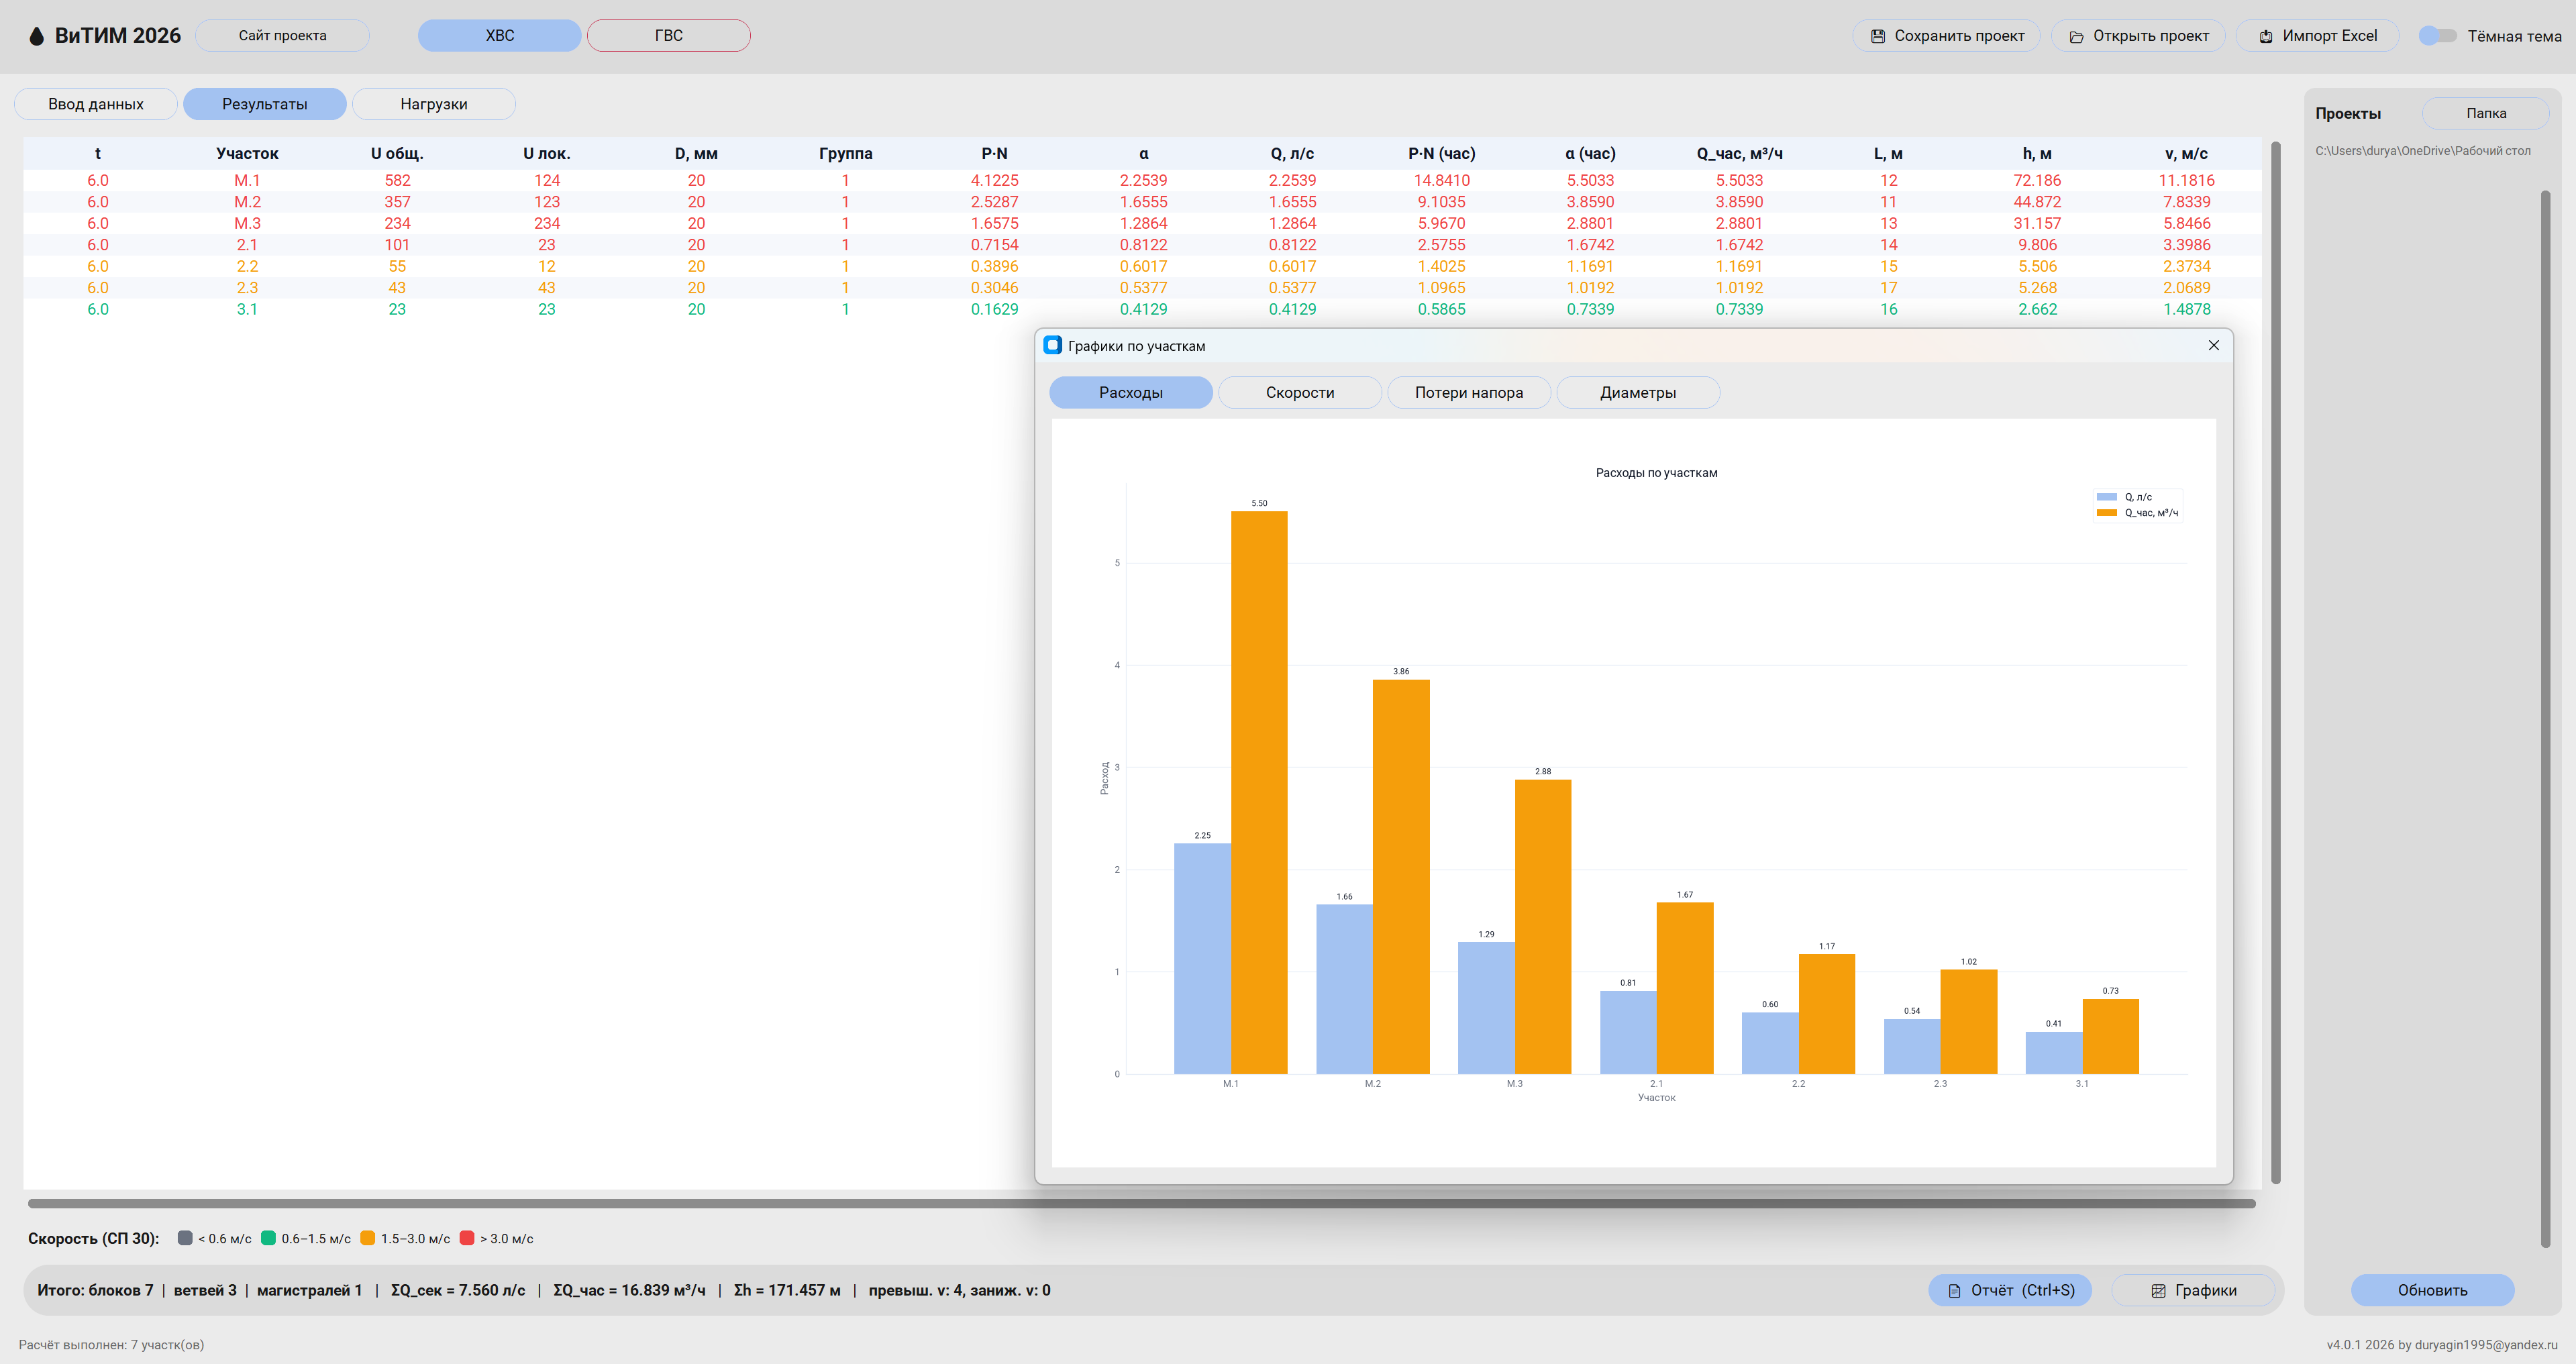 ВиТИМ 2026 Сайт проекта ХВС ГВС Сохранить проект Открыть проект Импорт Excel Тёмная тема
Ввод данных Результаты Нагрузки
Проекты Папка
C:\Users\durya\OneDrive\Рабочий стол
t Участок U общ. U лок. D, мм Группа P·N α Q, л/с P·N (час) α (час) Q_час, м³/ч L, м h, м v, м/с
6.0 М.1 582 124 20 1 4.1225 2.2539 2.2539 14.8410 5.5033 5.5033 12 72.186 11.1816
6.0 М.2 357 123 20 1 2.5287 1.6555 1.6555 9.1035 3.8590 3.8590 11 44.872 7.8339
6.0 М.3 234 234 20 1 1.6575 1.2864 1.2864 5.9670 2.8801 2.8801 13 31.157 5.8466
6.0 2.1 101 23 20 1 0.7154 0.8122 0.8122 2.5755 1.6742 1.6742 14 9.806 3.3986
6.0 2.2 55 12 20 1 0.3896 0.6017 0.6017 1.4025 1.1691 1.1691 15 5.506 2.3734
6.0 2.3 43 43 20 1 0.3046 0.5377 0.5377 1.0965 1.0192 1.0192 17 5.268 2.0689
6.0 3.1 23 23 20 1 0.1629 0.4129 0.4129 0.5865 0.7339 0.7339 16 2.662 1.4878
Графики по участкам
Расходы Скорости Потери напора Диаметры
Расходы по участкам
Q, л/с
Q_час, м³/ч
5.50
5
4
3.86
3
2.88
Расход
2.25
2
1.66
1.67
1.29
1.17
1.02
1
0.81
0.73
0.60
0.54
0.41
0
М.1 М.2 М.3 2.1 2.2 2.3 3.1
Участок
Скорость (СП 30): < 0.6 м/с 0.6–1.5 м/с 1.5–3.0 м/с > 3.0 м/с
Итого: блоков 7 | ветвей 3 | магистралей 1 | ΣQ_сек = 7.560 л/с | ΣQ_час = 16.839 м³/ч | Σh = 171.457 м | превыш. v: 4, заниж. v: 0
Отчёт (Ctrl+S) Графики Обновить
Расчёт выполнен: 7 участк(ов)
v4.0.1 2026 by duryagin1995@yandex.ru